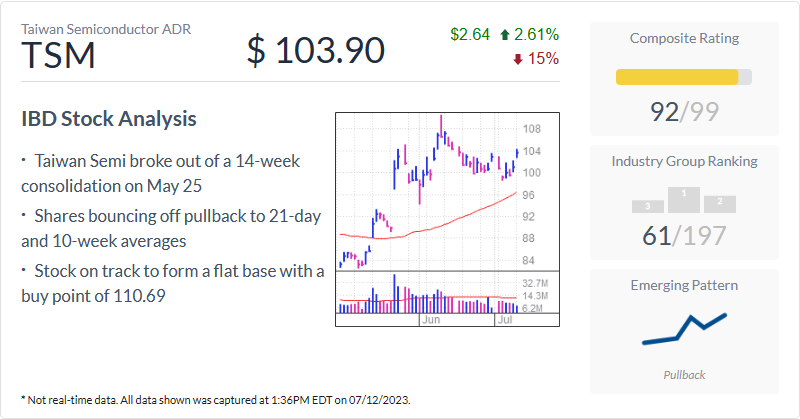 Taiwan Semiconductor ADR
TSM
$ 103.90
$2.64 2.61%
15%
IBD Stock Analysis
· Taiwan Semi broke out of a 14-week
consolidation on May 25
· Shares bouncing off pullback to 21-day
and 10-week averages
· Stock on track to form a flat base with a
buy point of 110.69
108
104
100
96
92
88
84
32.7M
14.3M
6.2M
Jun
Jul
Composite Rating
92/99
Industry Group Ranking
3
1
2
61/197
Emerging Pattern
Pullback
* Not real-time data. All data shown was captured at 1:36PM EDT on 07/12/2023.